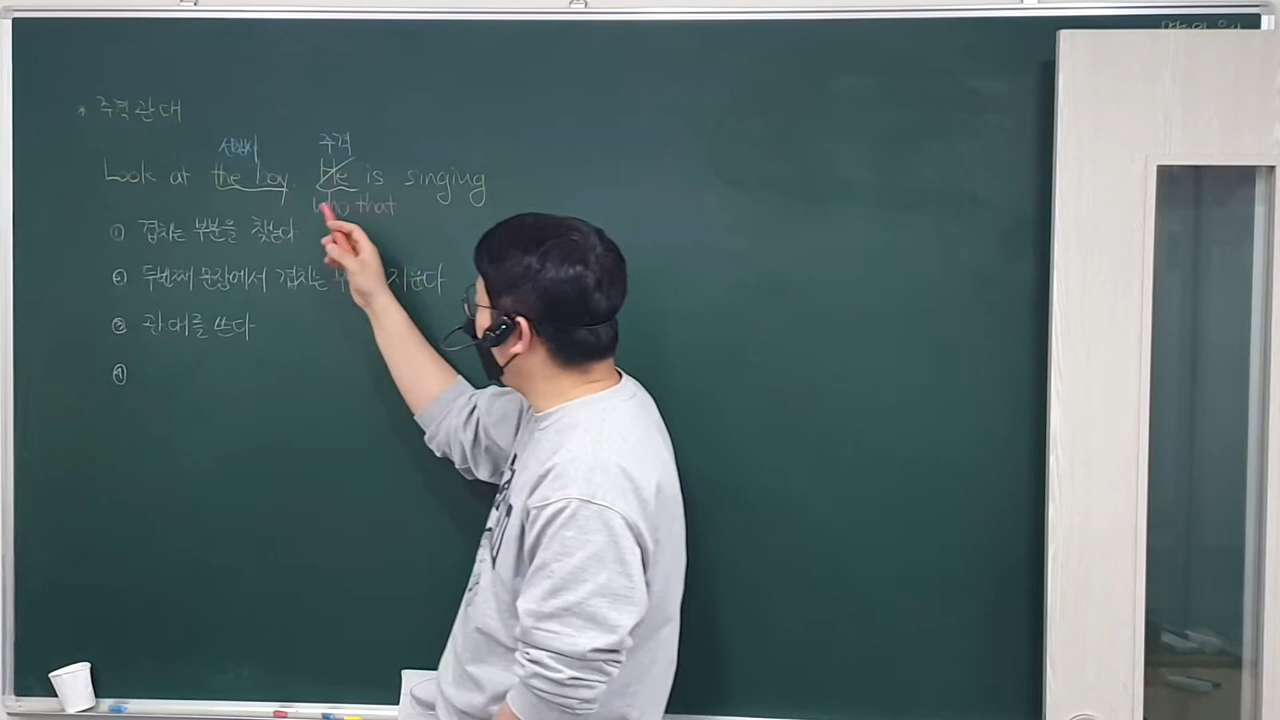 * 주격관대
선행사 주격
Look at the boy. He is singing
who that
① 겹치는 부분을 찾는다
② 두번째 문장에서 겹치는 지운다
③ 관·대를 쓴다
④